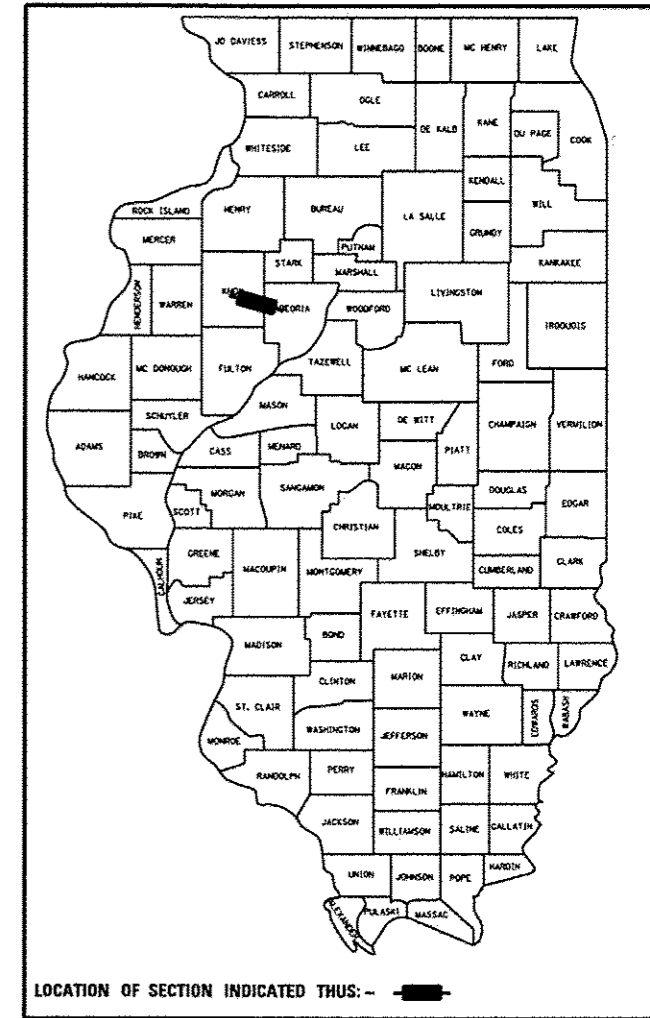 JO DAVIESS STEPHENSON WINNEBAGO BOONE MC HENRY LAKE
CARROLL OGLE DE KALB KANE DU PAGE COOK
WHITESIDE LEE KENDALL WILL
ROCK ISLAND HENRY BUREAU LA SALLE GRUNDY
MERCER PUTNAM KANKAKEE
HENDERSON WARREN STARK MARSHALL LIVINGSTON IROQUOIS
WOODFORD
HANCOCK MC DONOUGH FULTON TAZEWELL MC LEAN FORD
SCHUYLER MASON LOGAN DE WITT CHAMPAIGN VERMILION
ADAMS BROWN CASS MENARD MACON PIATT
PIKE SCOTT MORGAN SANGAMON CHRISTIAN MOULTRIE DOUGLAS EDGAR
COLES
CALHOUN GREENE MACOUPIN MONTGOMERY SHELBY CUMBERLAND CLARK
JERSEY FAYETTE EFFINGHAM JASPER CRAWFORD
MADISON BOND CLAY RICHLAND LAWRENCE
CLINTON MARION
ST. CLAIR WAYNE EDWARDS WABASH
MONROE WASHINGTON JEFFERSON
RANDOLPH PERRY HAMILTON WHITE
FRANKLIN
JACKSON WILLIAMSON SALINE GALLATIN
UNION JOHNSON POPE HARDIN
ALEXANDER PULASKI MASSAC
LOCATION OF SECTION INDICATED THUS: –